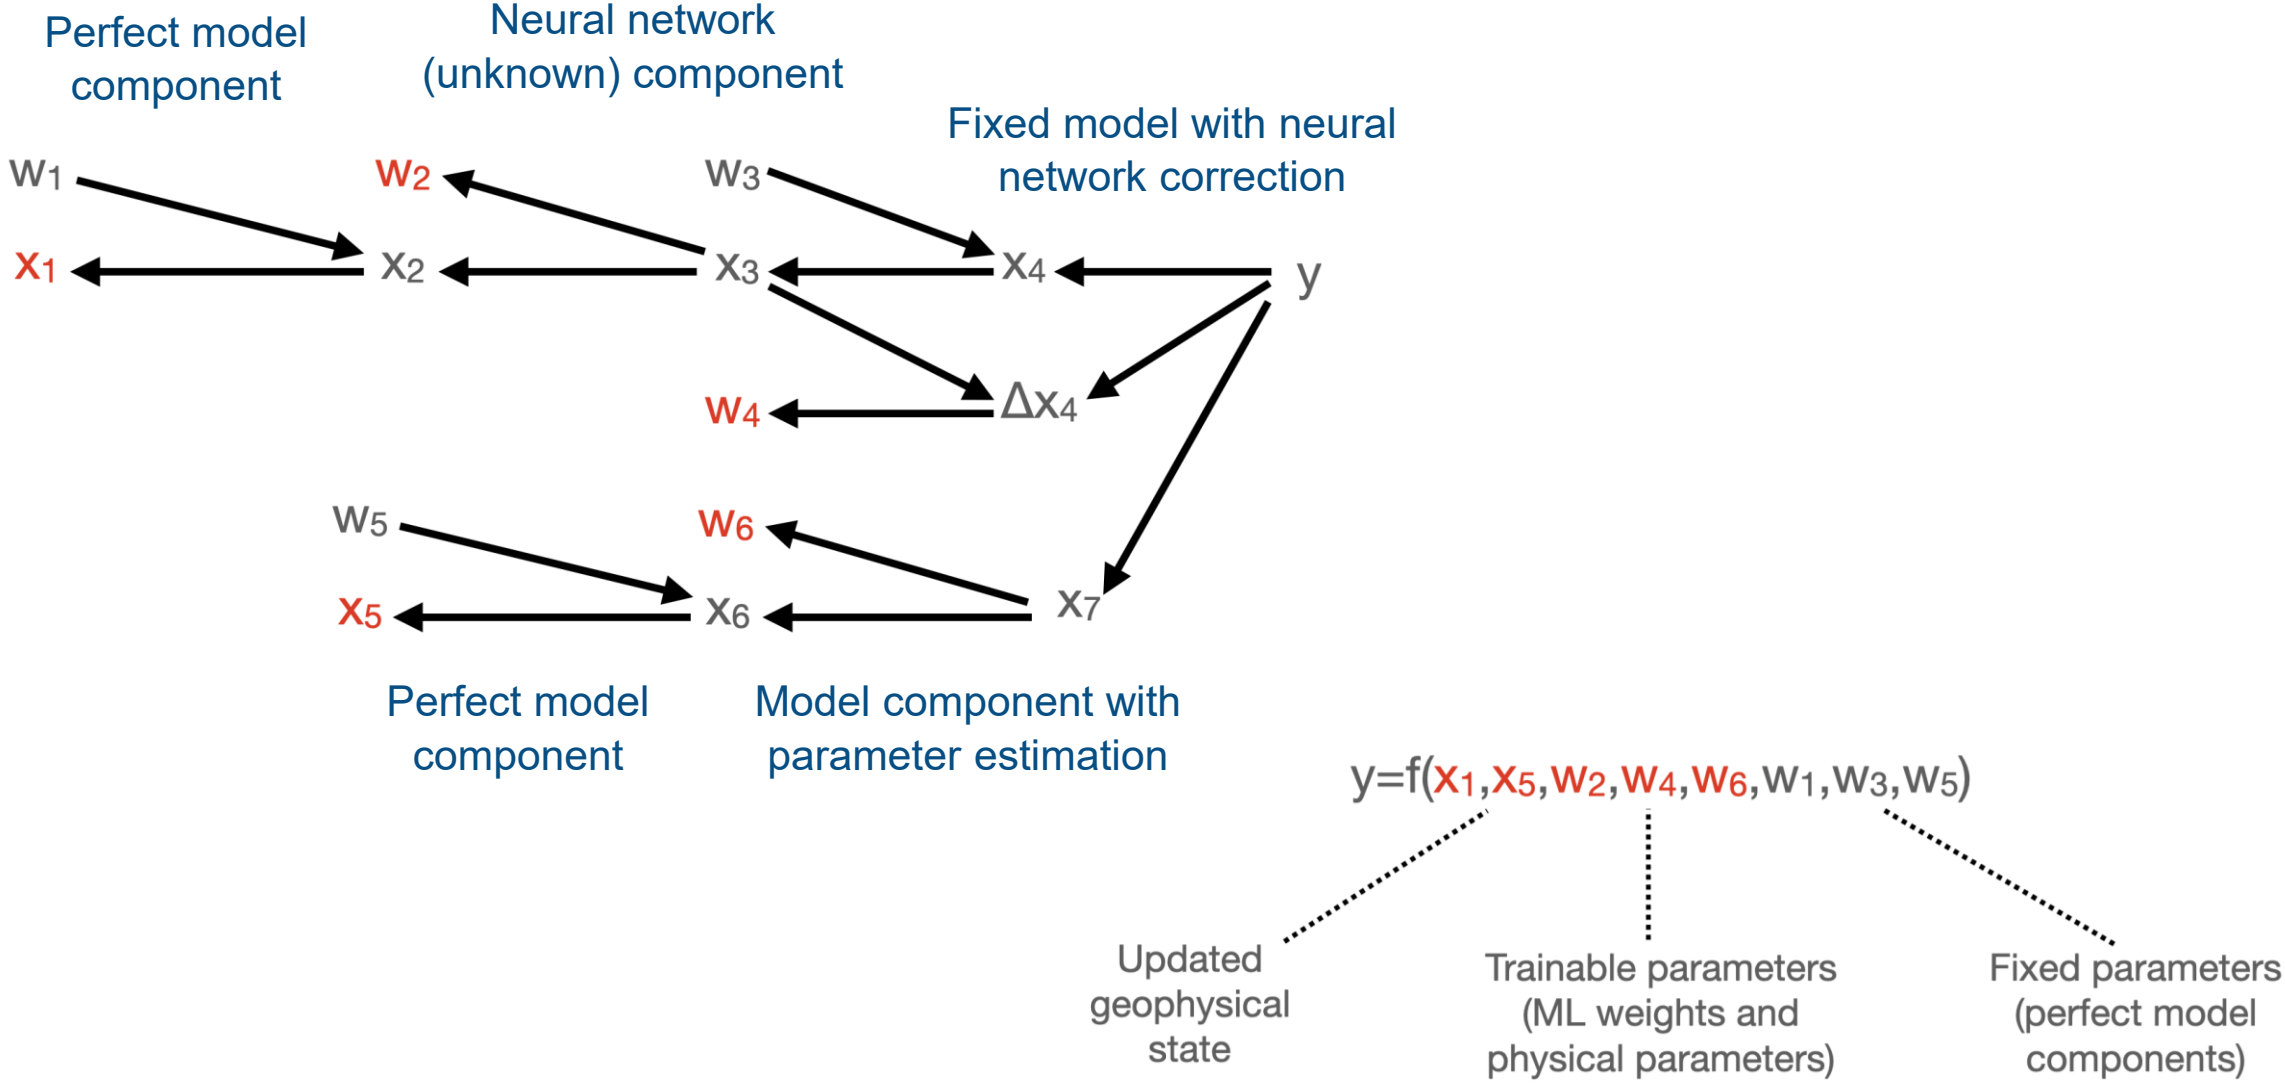 Perfect model
component
Neural network
(unknown) component
Fixed model with neural
network correction
w1
w2
w3
x1
x2
x3
x4
y
w4
Δx4
w5
w6
x5
x6
x7
Perfect model
component
Model component with
parameter estimation
y=f(x1,x5,w2,w4,w6,w1,w3,w5)
Updated
geophysical
state
Trainable parameters
(ML weights and
physical parameters)
Fixed parameters
(perfect model
components)